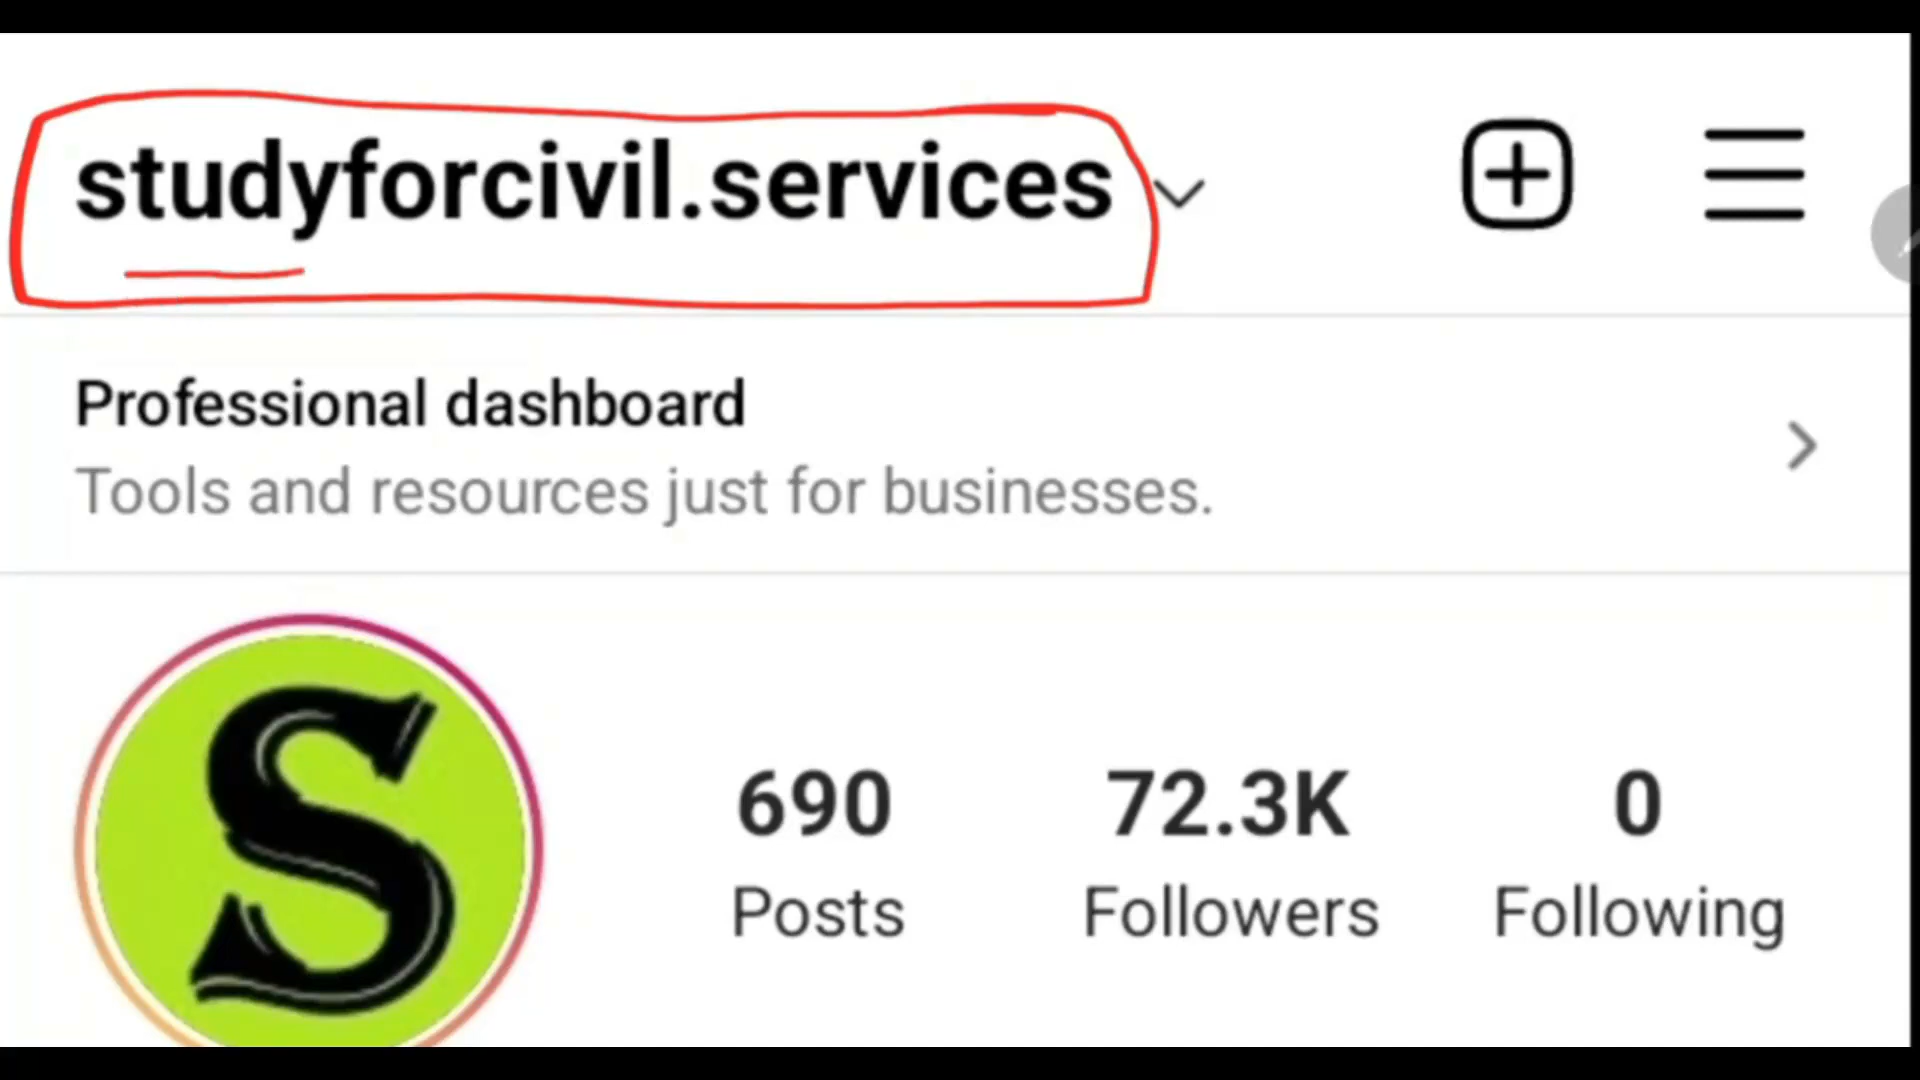 studyforcivil.services
Professional dashboard
Tools and resources just for businesses.
S
690 72.3K 0
Posts Followers Following